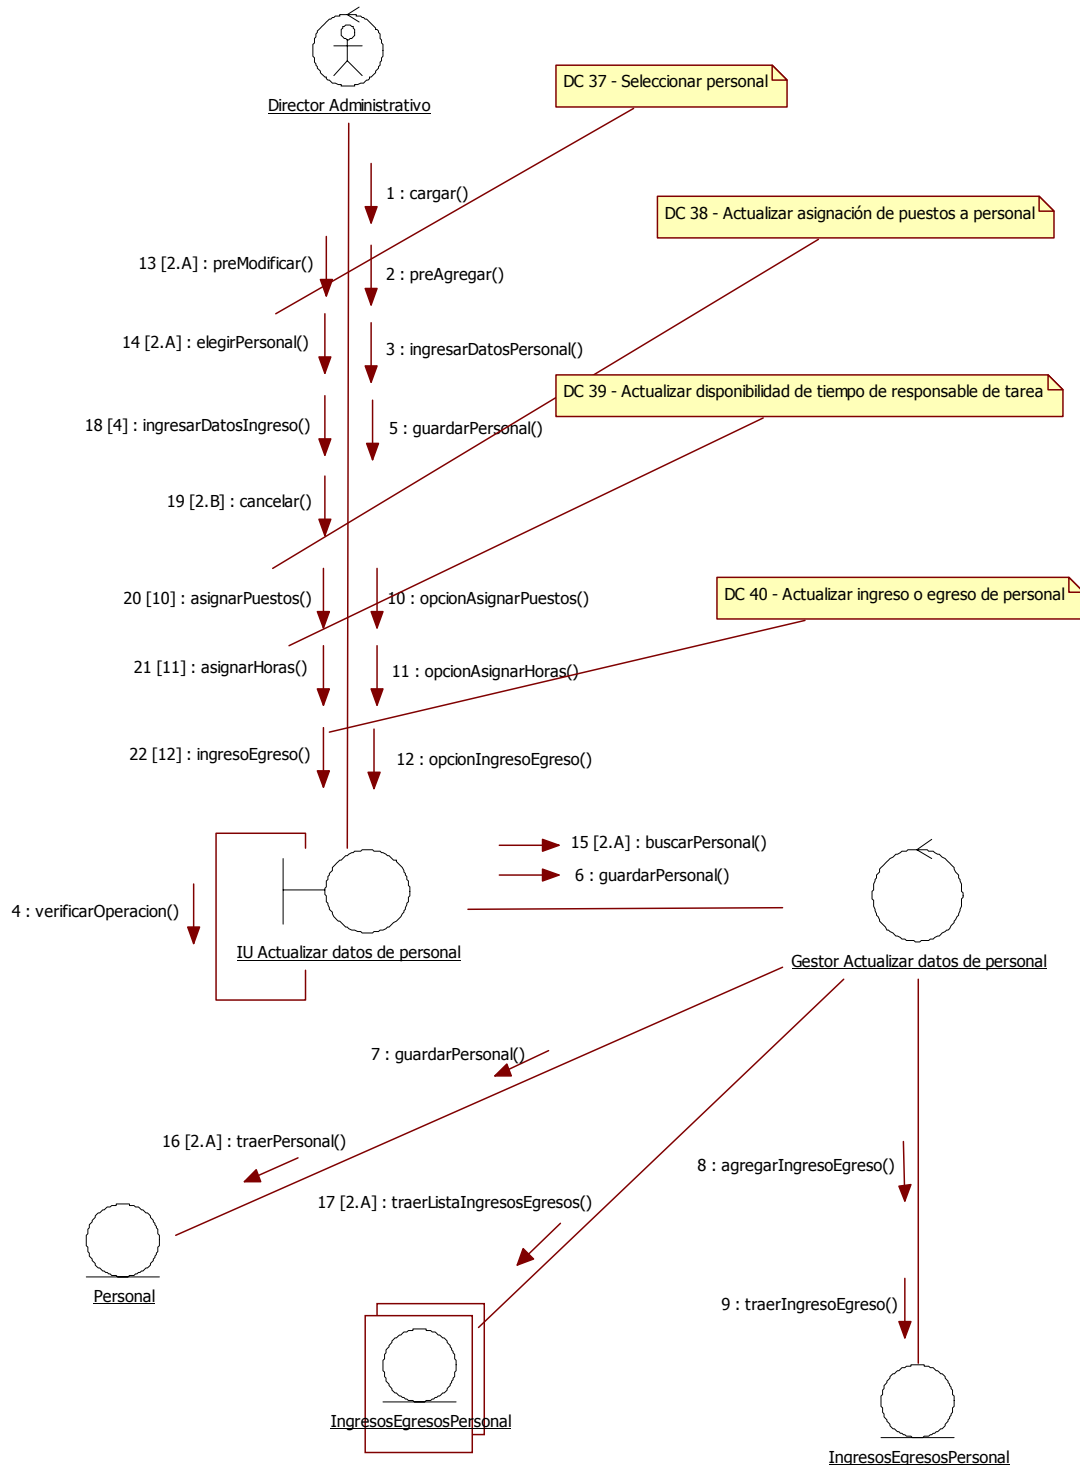 DC 37 - Seleccionar personal
Director Administrativo
1 : cargar()
DC 38 - Actualizar asignación de puestos a personal
13 [2.A] : preModificar()
2 : preAgregar()
14 [2.A] : elegirPersonal()
3 : ingresarDatosPersonal()
DC 39 - Actualizar disponibilidad de tiempo de responsable de tarea
18 [4] : ingresarDatosIngreso()
5 : guardarPersonal()
19 [2.B] : cancelar()
20 [10] : asignarPuestos()
10 : opcionAsignarPuestos()
DC 40 - Actualizar ingreso o egreso de personal
21 [11] : asignarHoras()
11 : opcionAsignarHoras()
22 [12] : ingresoEgreso()
12 : opcionIngresoEgreso()
15 [2.A] : buscarPersonal()
6 : guardarPersonal()
4 : verificarOperacion()
IU Actualizar datos de personal
Gestor Actualizar datos de personal
7 : guardarPersonal()
16 [2.A] : traerPersonal()
8 : agregarIngresoEgreso()
17 [2.A] : traerListaIngresosEgresos()
Personal
9 : traerIngresoEgreso()
IngresosEgresosPersonal
IngresosEgresosPersonal